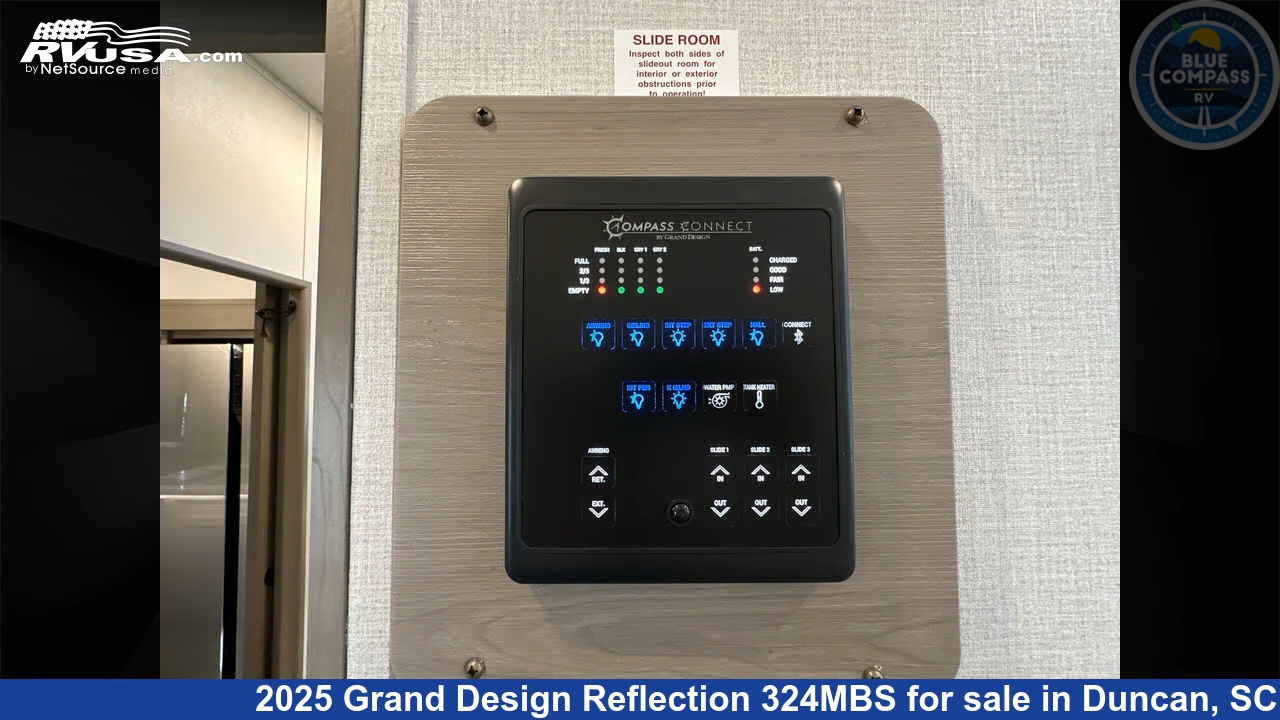 RVUSA.com
by NetSource media
BLUE
COMPASS
RV
SLIDE ROOM
Inspect both sides of
slideout room for
interior or exterior
obstructions prior
to operating!
COMPASS CONNECT
BY GRAND DESIGN
FRESH BLK GRY 1 GRY 2 BATT.
FULL CHARGED
2/3 GOOD
1/3 FAIR
EMPTY LOW
AWNING CEILING INT STEP EXT STEP HALL CONNECT
KIT PEN K ISLND WATER PMP TANK HEATER
AWNING SLIDE 1 SLIDE 2 SLIDE 3
RET. IN IN IN
EXT. OUT OUT OUT
2025 Grand Design Reflection 324MBS for sale in Duncan, SC